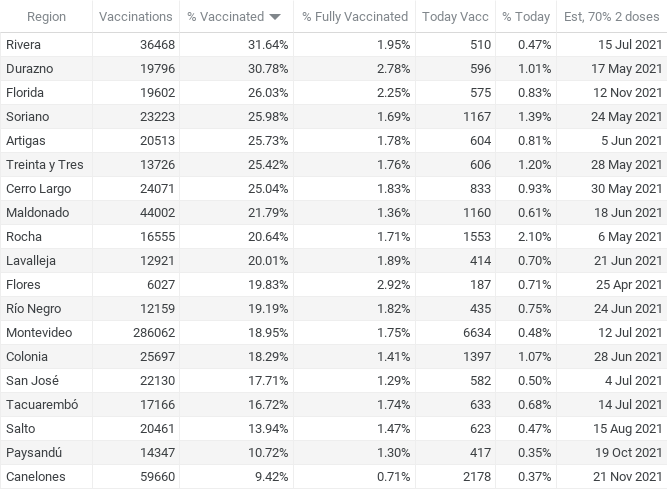 Region Vaccinations % Vaccinated % Fully Vaccinated Today Vacc % Today Est, 70% 2 doses
Rivera 36468 31.64% 1.95% 510 0.47% 15 Jul 2021
Durazno 19796 30.78% 2.78% 596 1.01% 17 May 2021
Florida 19602 26.03% 2.25% 575 0.83% 12 Nov 2021
Soriano 23223 25.98% 1.69% 1167 1.39% 24 May 2021
Artigas 20513 25.73% 1.78% 604 0.81% 5 Jun 2021
Treinta y Tres 13726 25.42% 1.76% 606 1.20% 28 May 2021
Cerro Largo 24071 25.04% 1.83% 833 0.93% 30 May 2021
Maldonado 44002 21.79% 1.36% 1160 0.61% 18 Jun 2021
Rocha 16555 20.64% 1.71% 1553 2.10% 6 May 2021
Lavalleja 12921 20.01% 1.89% 414 0.70% 21 Jun 2021
Flores 6027 19.83% 2.92% 187 0.71% 25 Apr 2021
Río Negro 12159 19.19% 1.82% 435 0.75% 24 Jun 2021
Montevideo 286062 18.95% 1.75% 6634 0.48% 12 Jul 2021
Colonia 25697 18.29% 1.41% 1397 1.07% 28 Jun 2021
San José 22130 17.71% 1.29% 582 0.50% 4 Jul 2021
Tacuarembó 17166 16.72% 1.74% 633 0.68% 14 Jul 2021
Salto 20461 13.94% 1.47% 623 0.47% 15 Aug 2021
Paysandú 14347 10.72% 1.30% 417 0.35% 19 Oct 2021
Canelones 59660 9.42% 0.71% 2178 0.37% 21 Nov 2021